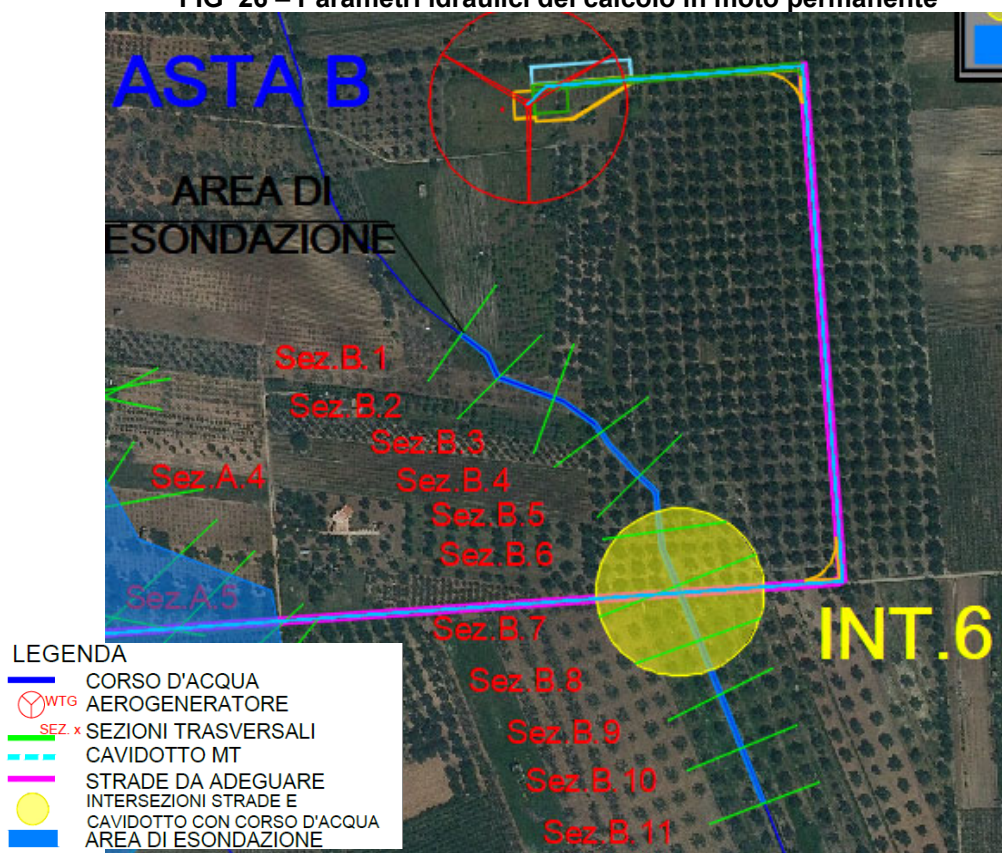 FIG 26 – Parametri idraulici del calcolo in moto permanente
ASTA B
AREA DI
ESONDAZIONE
Sez.B.1
Sez.B.2
Sez.B.3
Sez.A.4
Sez.B.4
Sez.B.5
Sez.B.6
Sez.A.5
Sez.B.7
INT.6
Sez.B.8
Sez.B.9
Sez.B.10
Sez.B.11
LEGENDA
CORSO D'ACQUA
WTG AEROGENERATORE
SEZ. x SEZIONI TRASVERSALI
CAVIDOTTO MT
STRADE DA ADEGUARE
INTERSEZIONI STRADE E
CAVIDOTTO CON CORSO D'ACQUA
AREA DI ESONDAZIONE